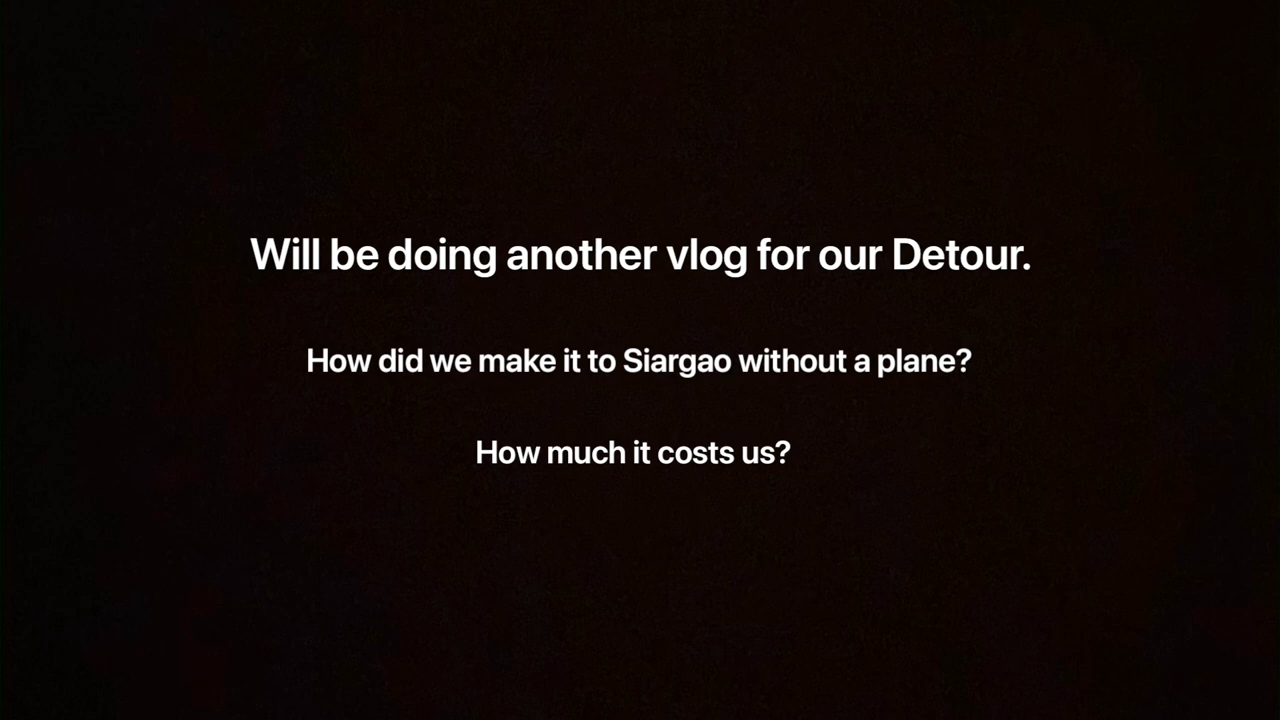 Will be doing another vlog for our Detour.
How did we make it to Siargao without a plane?
How much it costs us?